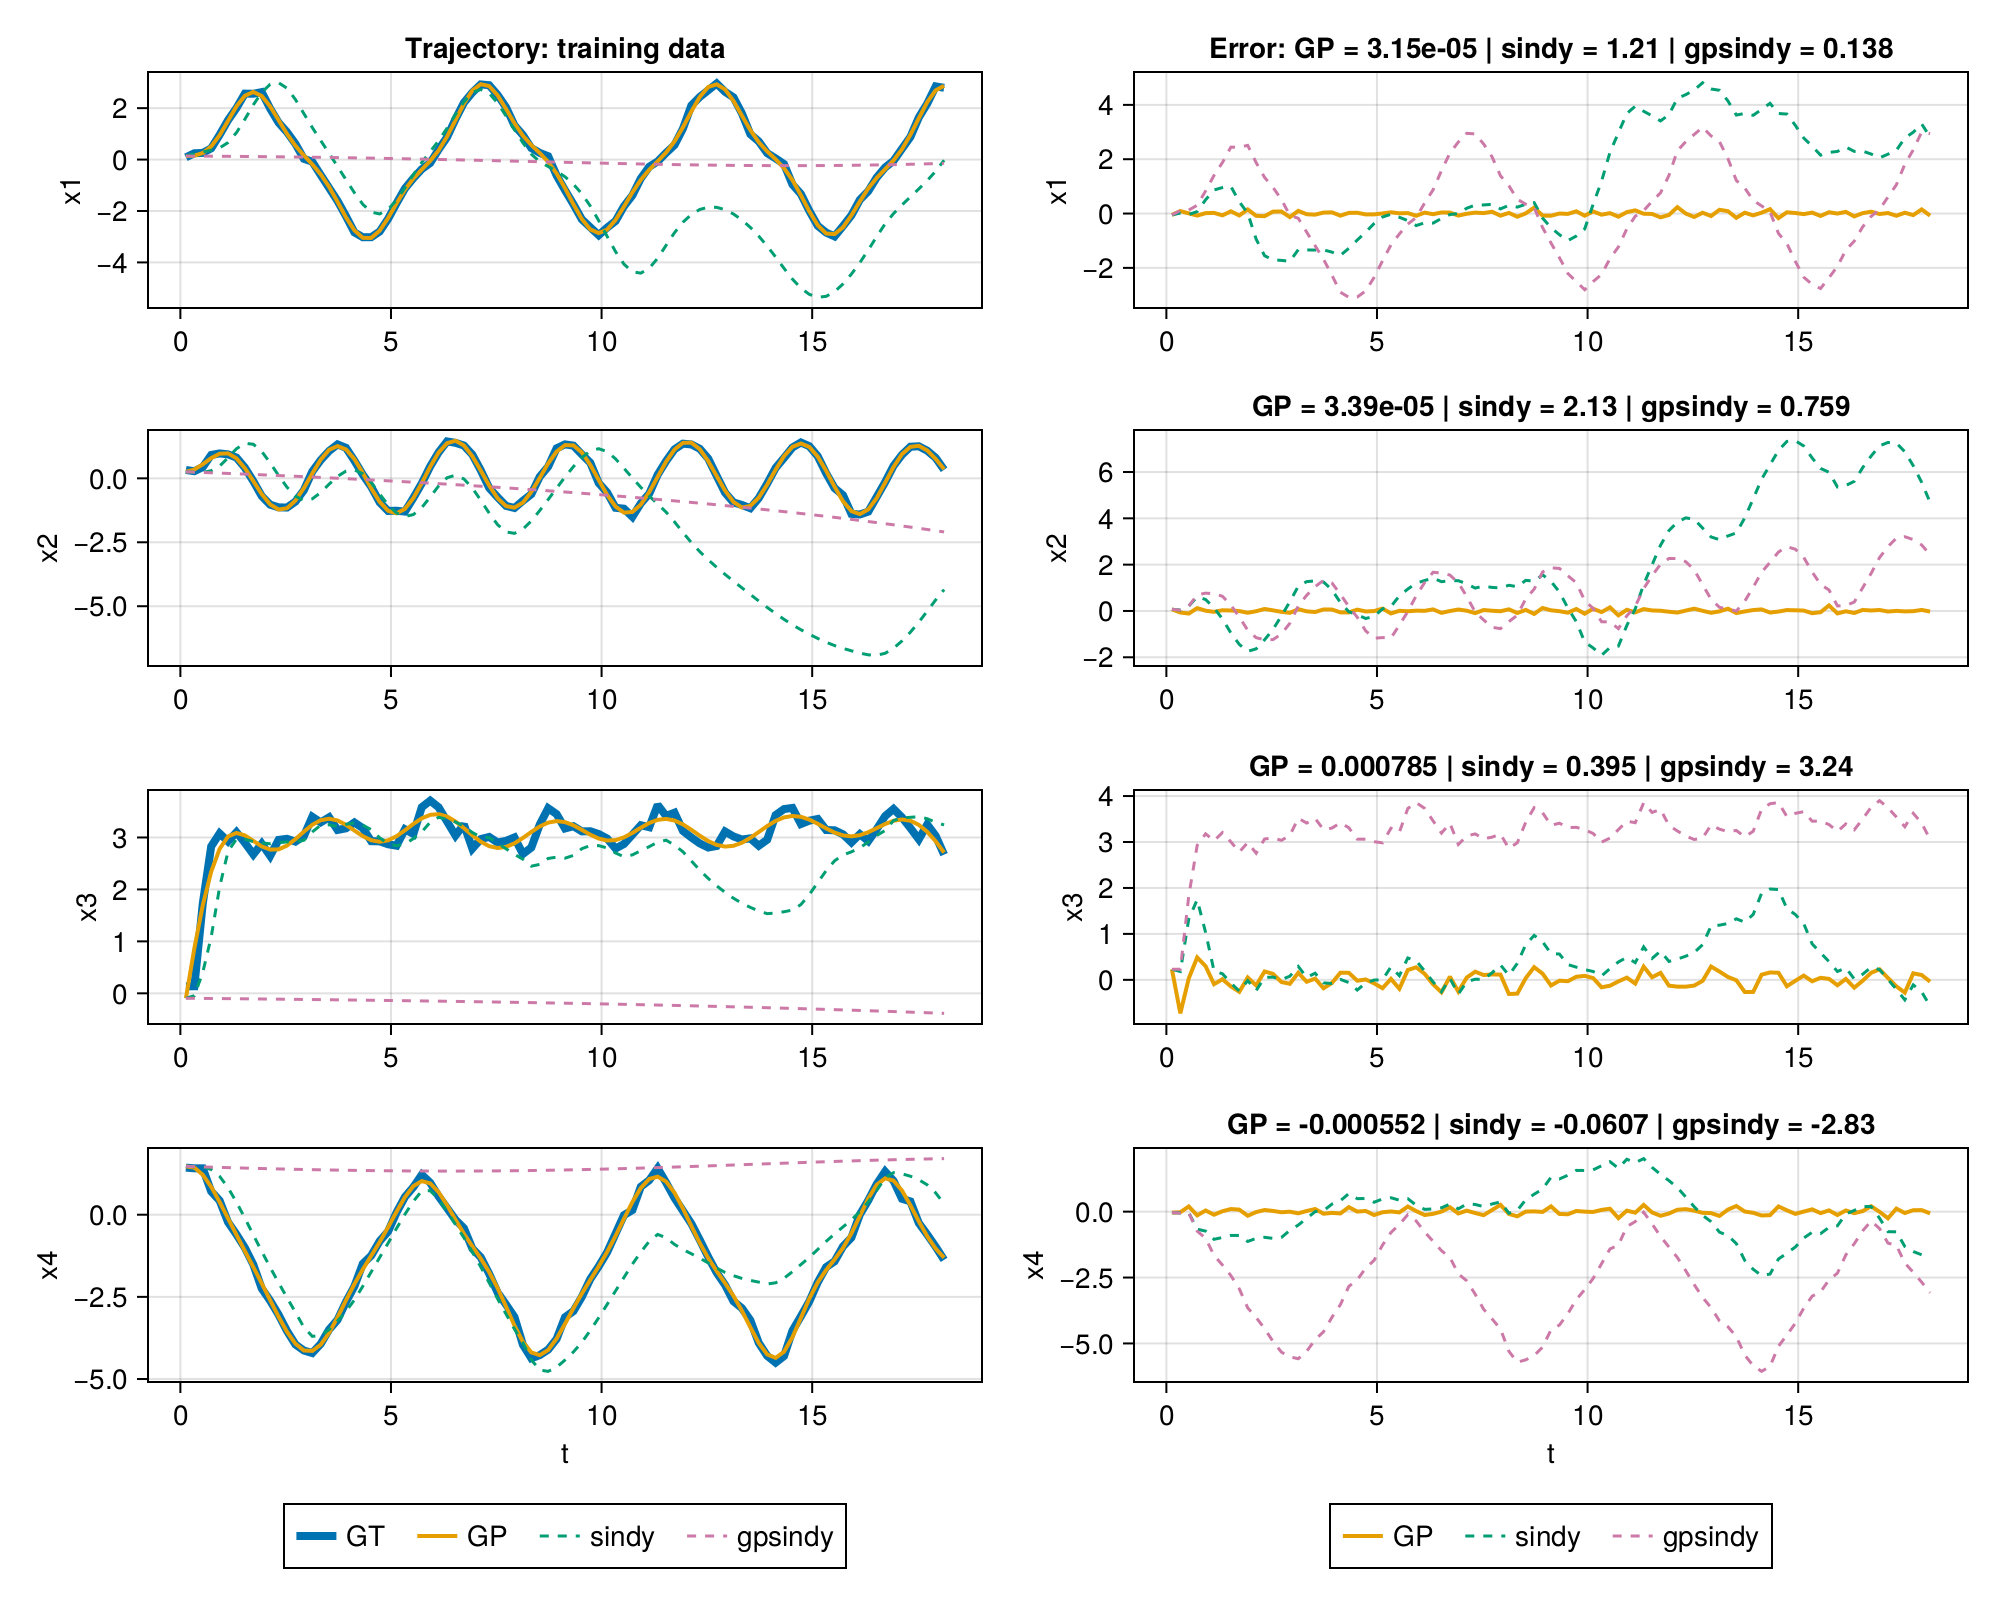 Trajectory: training data
Error: GP = 3.15e-05 | sindy = 1.21 | gpsindy = 0.138
x1
2
0
−2
−4
0 5 10 15
x1
4
2
0
−2
0 5 10 15
GP = 3.39e-05 | sindy = 2.13 | gpsindy = 0.759
x2
0.0
−2.5
−5.0
0 5 10 15
x2
6
4
2
0
−2
0 5 10 15
GP = 0.000785 | sindy = 0.395 | gpsindy = 3.24
x3
3
2
1
0
0 5 10 15
x3
4
3
2
1
0
0 5 10 15
GP = -0.000552 | sindy = -0.0607 | gpsindy = -2.83
x4
0.0
−2.5
−5.0
0 5 10 15
t
x4
0.0
−2.5
−5.0
0 5 10 15
t
GT GP sindy gpsindy
GP sindy gpsindy